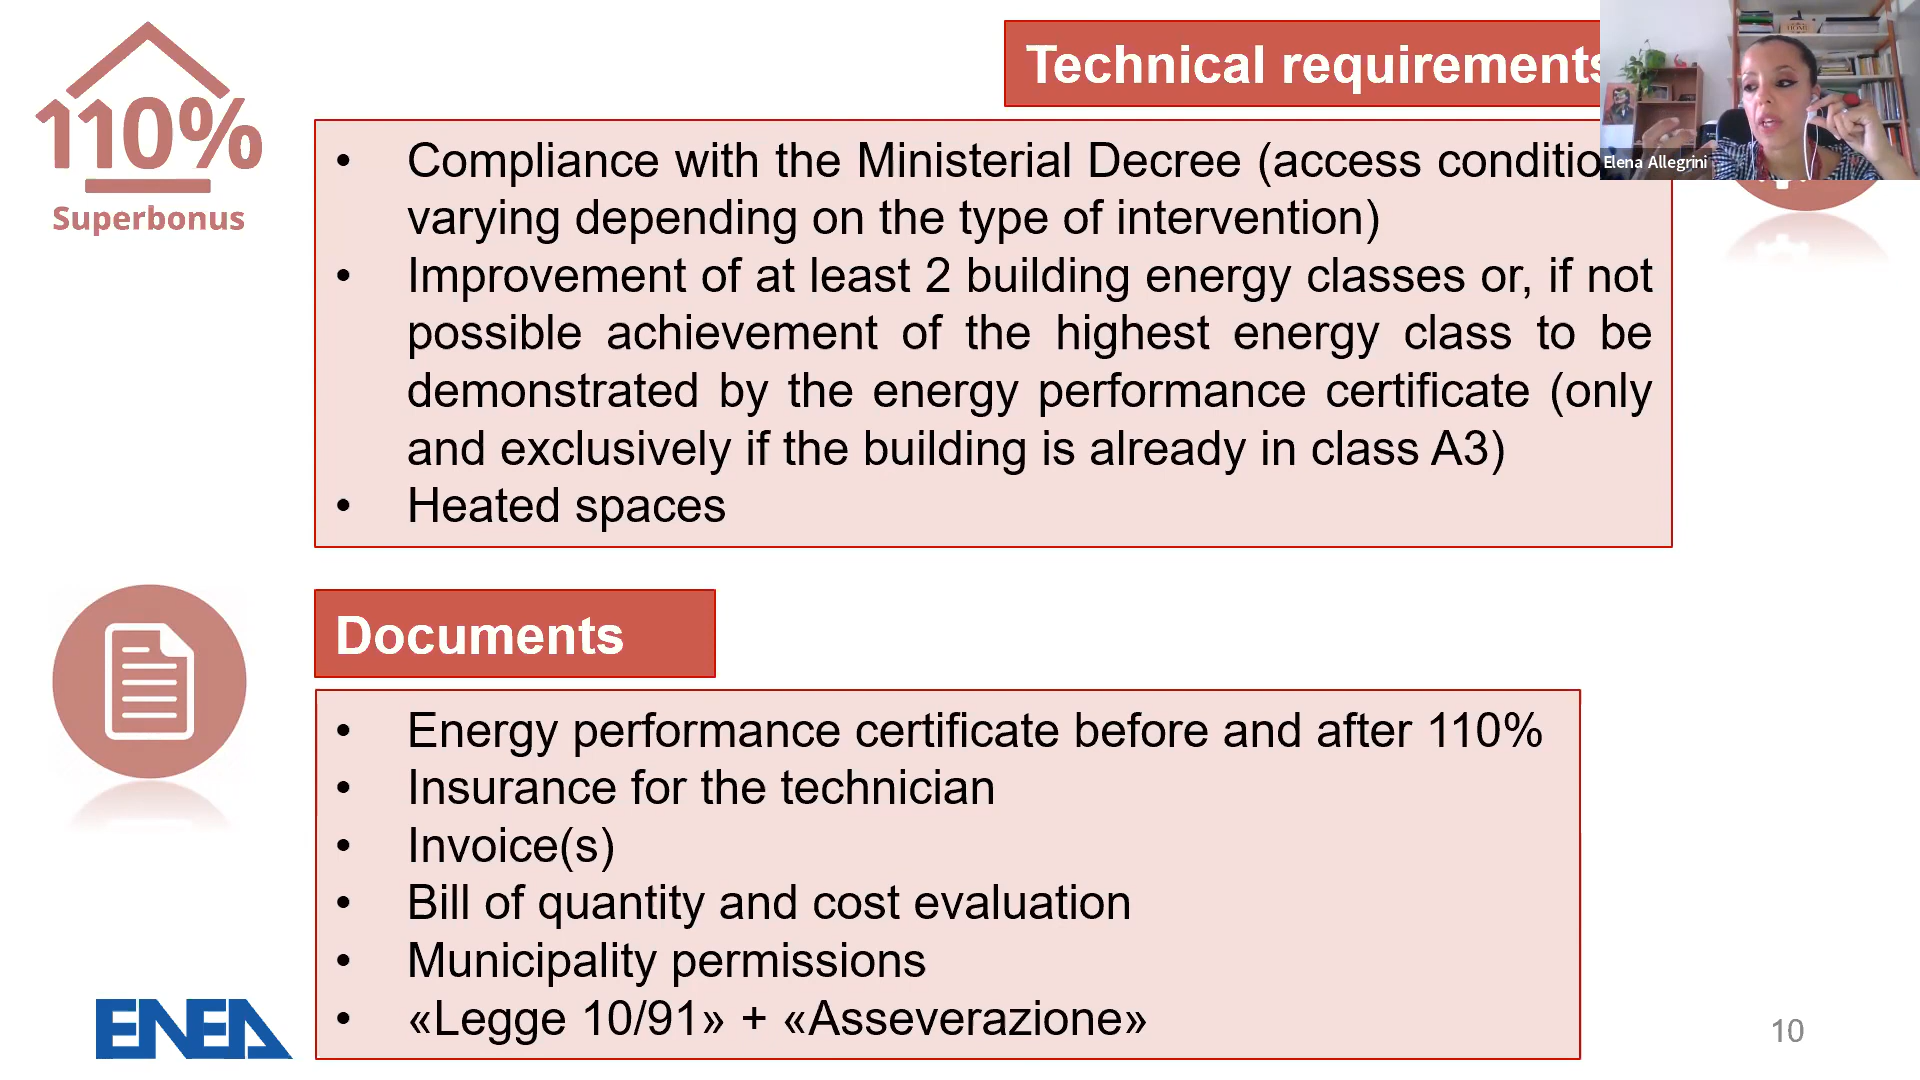 110%
Superbonus
Technical requirements
Elena Allegrini
• Compliance with the Ministerial Decree (access
varying depending on the type of intervention)
• Improvement of at least 2 building energy classes or, if not
possible achievement of the highest energy class to be
demonstrated by the energy performance certificate (only
and exclusively if the building is already in class A3)
• Heated spaces
Documents
• Energy performance certificate before and after 110%
• Insurance for the technician
• Invoice(s)
• Bill of quantity and cost evaluation
• Municipality permissions
• «Legge 10/91» + «Asseverazione»
ENEA
10